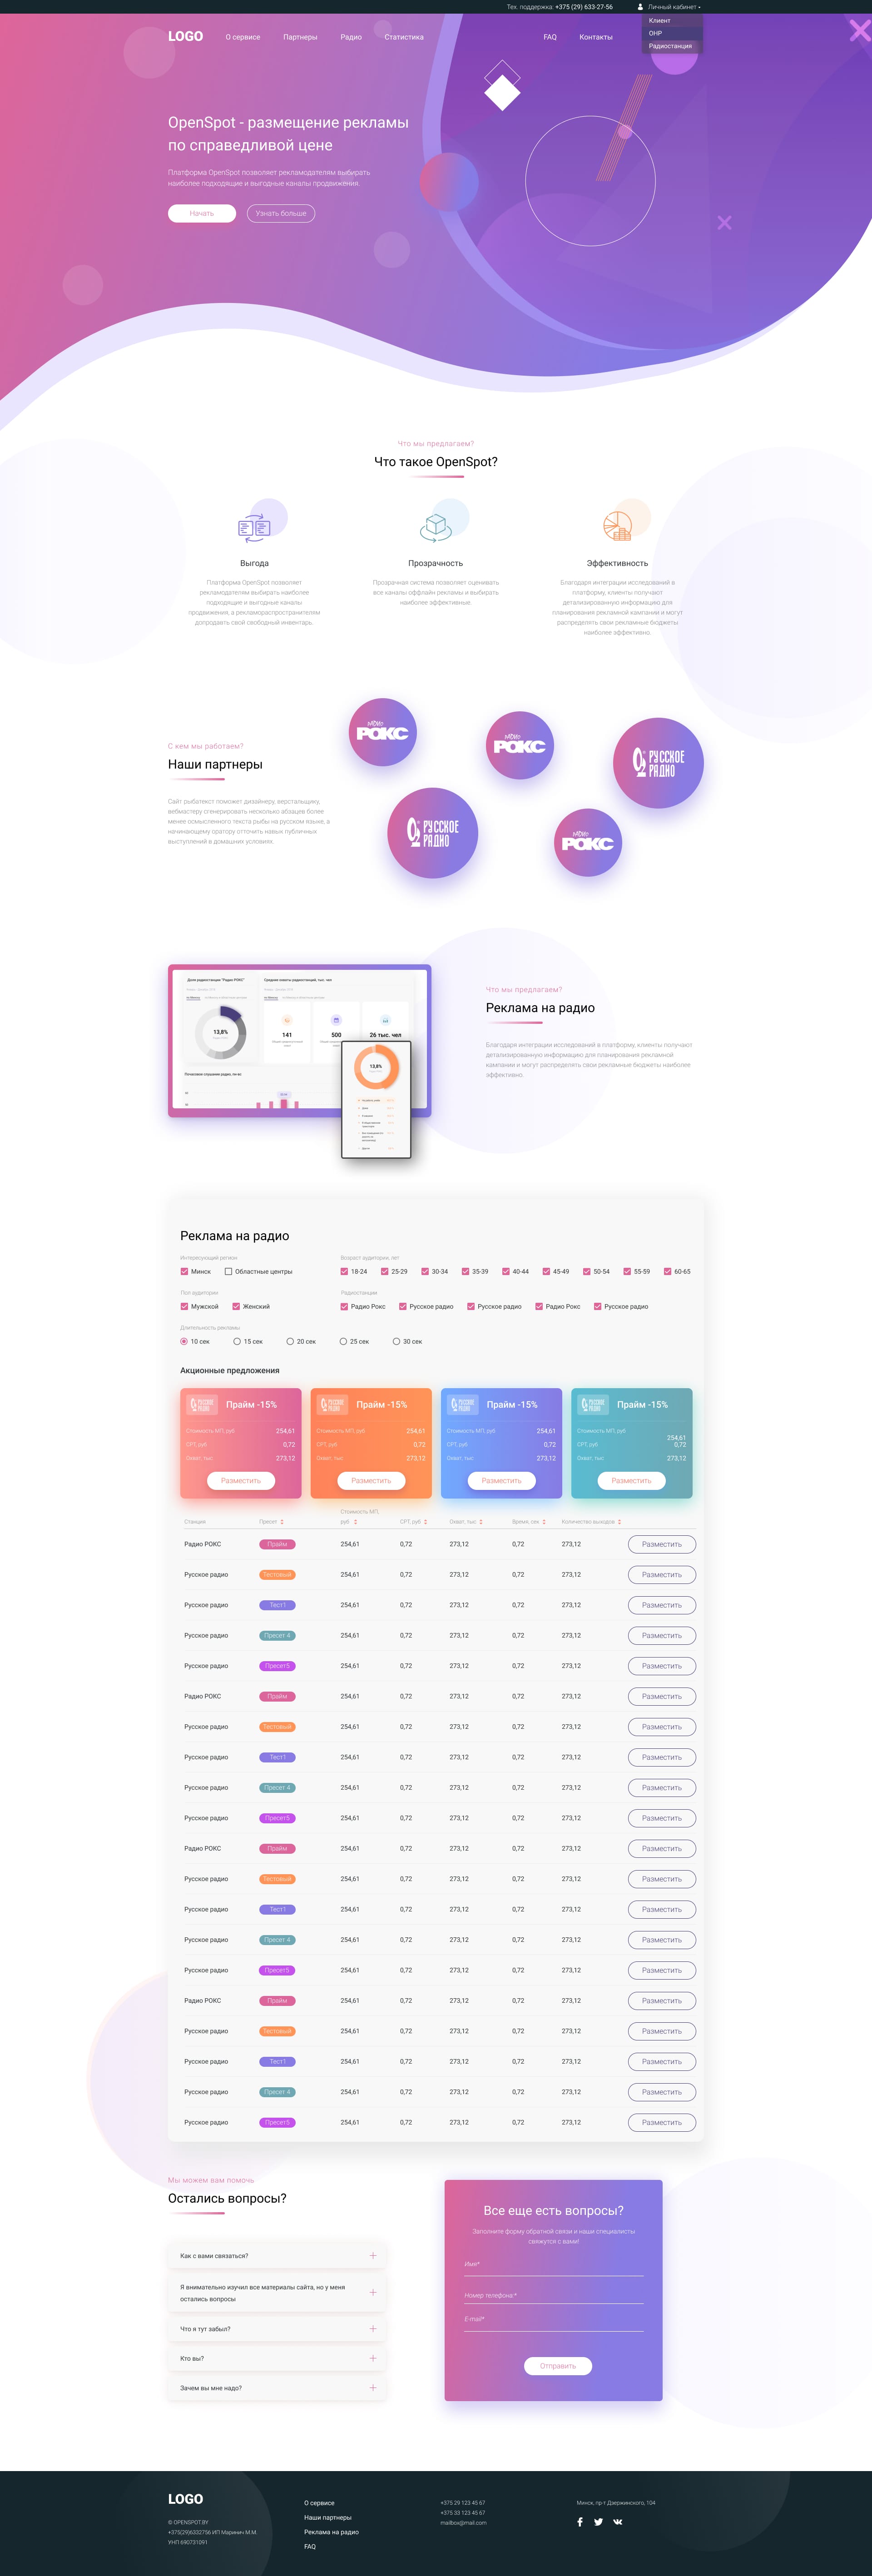 Тех. поддержка: +375 (29) 633-27-56
Личный кабинет
Клиент
ОНР
Радиостанция
LOGO
О сервисе
Партнеры
Радио
Статистика
FAQ
Контакты
OpenSpot - размещение рекламы
по справедливой цене
Платформа OpenSpot позволяет рекламодателям выбирать
наиболее подходящие и выгодные каналы продвижения.
Начать
Узнать больше
Что мы предлагаем?
Что такое OpenSpot?
Выгода
Платформа OpenSpot позволяет
рекламодателям выбирать наиболее
подходящие и выгодные каналы
продвижения, а рекламораспространителям
допродавть свой свободный инвентарь.
Прозрачность
Прозрачная система позволяет оценивать
все каналы оффлайн рекламы и выбирать
наиболее эффективные.
Эффективность
Благодаря интеграции исследований в
платформу, клиенты получают
детализированную информацию для
планирования рекламной кампании и могут
распределять свои рекламные бюджеты
наиболее эффективно.
С кем мы работаем?
Наши партнеры
Сайт рыбатекст поможет дизайнеру, верстальщику,
вебмастеру сгенерировать несколько абзацев более
менее осмысленного текста рыбы на русском языке, а
начинающему оратору отточить навык публичных
выступлений в домашних условиях.
РАДИО
РОКС
РАДИО
РОКС
РУССКОЕ
РАДИО
РУССКОЕ
РАДИО
РАДИО
РОКС
Доля радиостанции "Радио РОКС"
13,8%
141
500
26 тыс. чел
13,8%
Что мы предлагаем?
Реклама на радио
Благодаря интеграции исследований в платформу, клиенты получают
детализированную информацию для планирования рекламной
кампании и могут распределять свои рекламные бюджеты наиболее
эффективно.
Реклама на радио
Интересующий регион
Минск
Областные центры
Возраст аудитории, лет
18-24
25-29
30-34
35-39
40-44
45-49
50-54
55-59
60-65
Пол аудитории
Мужской
Женский
Радиостанции
Радио Рокс
Русское радио
Русское радио
Радио Рокс
Русское радио
Длительность рекламы
10 сек
15 сек
20 сек
25 сек
30 сек
Акционные предложения
РУССКОЕ РАДИО
Прайм -15%
Стоимость МП, руб 254,61
CPT, руб 0,72
Охват, тыс 273,12
Разместить
РУССКОЕ РАДИО
Прайм -15%
Стоимость МП, руб 254,61
CPT, руб 0,72
Охват, тыс 273,12
Разместить
РУССКОЕ РАДИО
Прайм -15%
Стоимость МП, руб 254,61
CPT, руб 0,72
Охват, тыс 273,12
Разместить
РУССКОЕ РАДИО
Прайм -15%
Стоимость МП, руб 254,61
CPT, руб 0,72
Охват, тыс 273,12
Разместить
Станция Пресет Стоимость МП, руб CPT, руб Охват, тыс Время, сек Количество выходов
Радио РОКС Прайм 254,61 0,72 273,12 0,72 273,12 Разместить
Русское радио Тестовый 254,61 0,72 273,12 0,72 273,12 Разместить
Русское радио Тест1 254,61 0,72 273,12 0,72 273,12 Разместить
Русское радио Пресет 4 254,61 0,72 273,12 0,72 273,12 Разместить
Русское радио Пресет5 254,61 0,72 273,12 0,72 273,12 Разместить
Радио РОКС Прайм 254,61 0,72 273,12 0,72 273,12 Разместить
Русское радио Тестовый 254,61 0,72 273,12 0,72 273,12 Разместить
Русское радио Тест1 254,61 0,72 273,12 0,72 273,12 Разместить
Русское радио Пресет 4 254,61 0,72 273,12 0,72 273,12 Разместить
Русское радио Пресет5 254,61 0,72 273,12 0,72 273,12 Разместить
Радио РОКС Прайм 254,61 0,72 273,12 0,72 273,12 Разместить
Русское радио Тестовый 254,61 0,72 273,12 0,72 273,12 Разместить
Русское радио Тест1 254,61 0,72 273,12 0,72 273,12 Разместить
Русское радио Пресет 4 254,61 0,72 273,12 0,72 273,12 Разместить
Русское радио Пресет5 254,61 0,72 273,12 0,72 273,12 Разместить
Радио РОКС Прайм 254,61 0,72 273,12 0,72 273,12 Разместить
Русское радио Тестовый 254,61 0,72 273,12 0,72 273,12 Разместить
Русское радио Тест1 254,61 0,72 273,12 0,72 273,12 Разместить
Русское радио Пресет 4 254,61 0,72 273,12 0,72 273,12 Разместить
Русское радио Пресет5 254,61 0,72 273,12 0,72 273,12 Разместить
Мы можем вам помочь
Остались вопросы?
Как с вами связаться?
Я внимательно изучил все материалы сайта, но у меня
остались вопросы
Что я тут забыл?
Кто вы?
Зачем вы мне надо?
Все еще есть вопросы?
Заполните форму обратной связи и наши специалисты
свяжутся с вами!
Имя*
Номер телефона:*
E-mail*
Отправить
LOGO
© OPENSPOT.BY
+375(29)6332756 ИП Маринич М.М.
УНП 690731091
О сервисе
Наши партнеры
Реклама на радио
FAQ
+375 29 123 45 67
+375 33 123 45 67
mailbox@mail.com
Минск, пр-т Дзержинского, 104